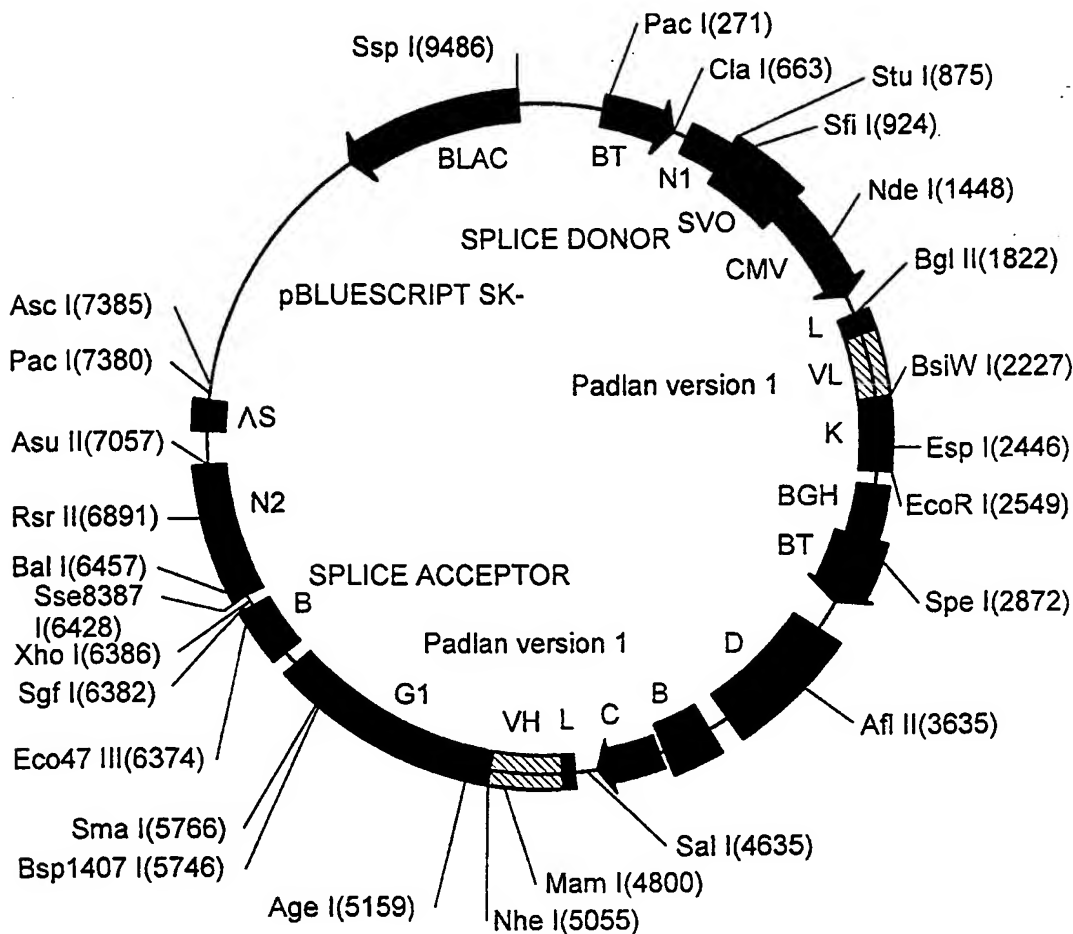 Ssp I(9486)
Pac I(271)
Cla I(663)
Stu I(875)
Sfi I(924)
BLAC
BT
N1
SVO
Nde I(1448)
SPLICE DONOR
CMV
Bgl II(1822)
pBLUESCRIPT SK-
Asc I(7385)
L
Pac I(7380)
VL
BsiW I(2227)
Padlan version 1
ΛS
K
Asu II(7057)
Esp I(2446)
N2
BGH
EcoR I(2549)
Rsr II(6891)
BT
Bal I(6457)
SPLICE ACCEPTOR
Sse8387
I(6428)
B
Spe I(2872)
Xho I(6386)
Padlan version 1
D
Sgf I(6382)
G1
VH
L
C
B
Afl II(3635)
Eco47 III(6374)
Sma I(5766)
Sal I(4635)
Bsp1407 I(5746)
Mam I(4800)
Age I(5159)
Nhe I(5055)